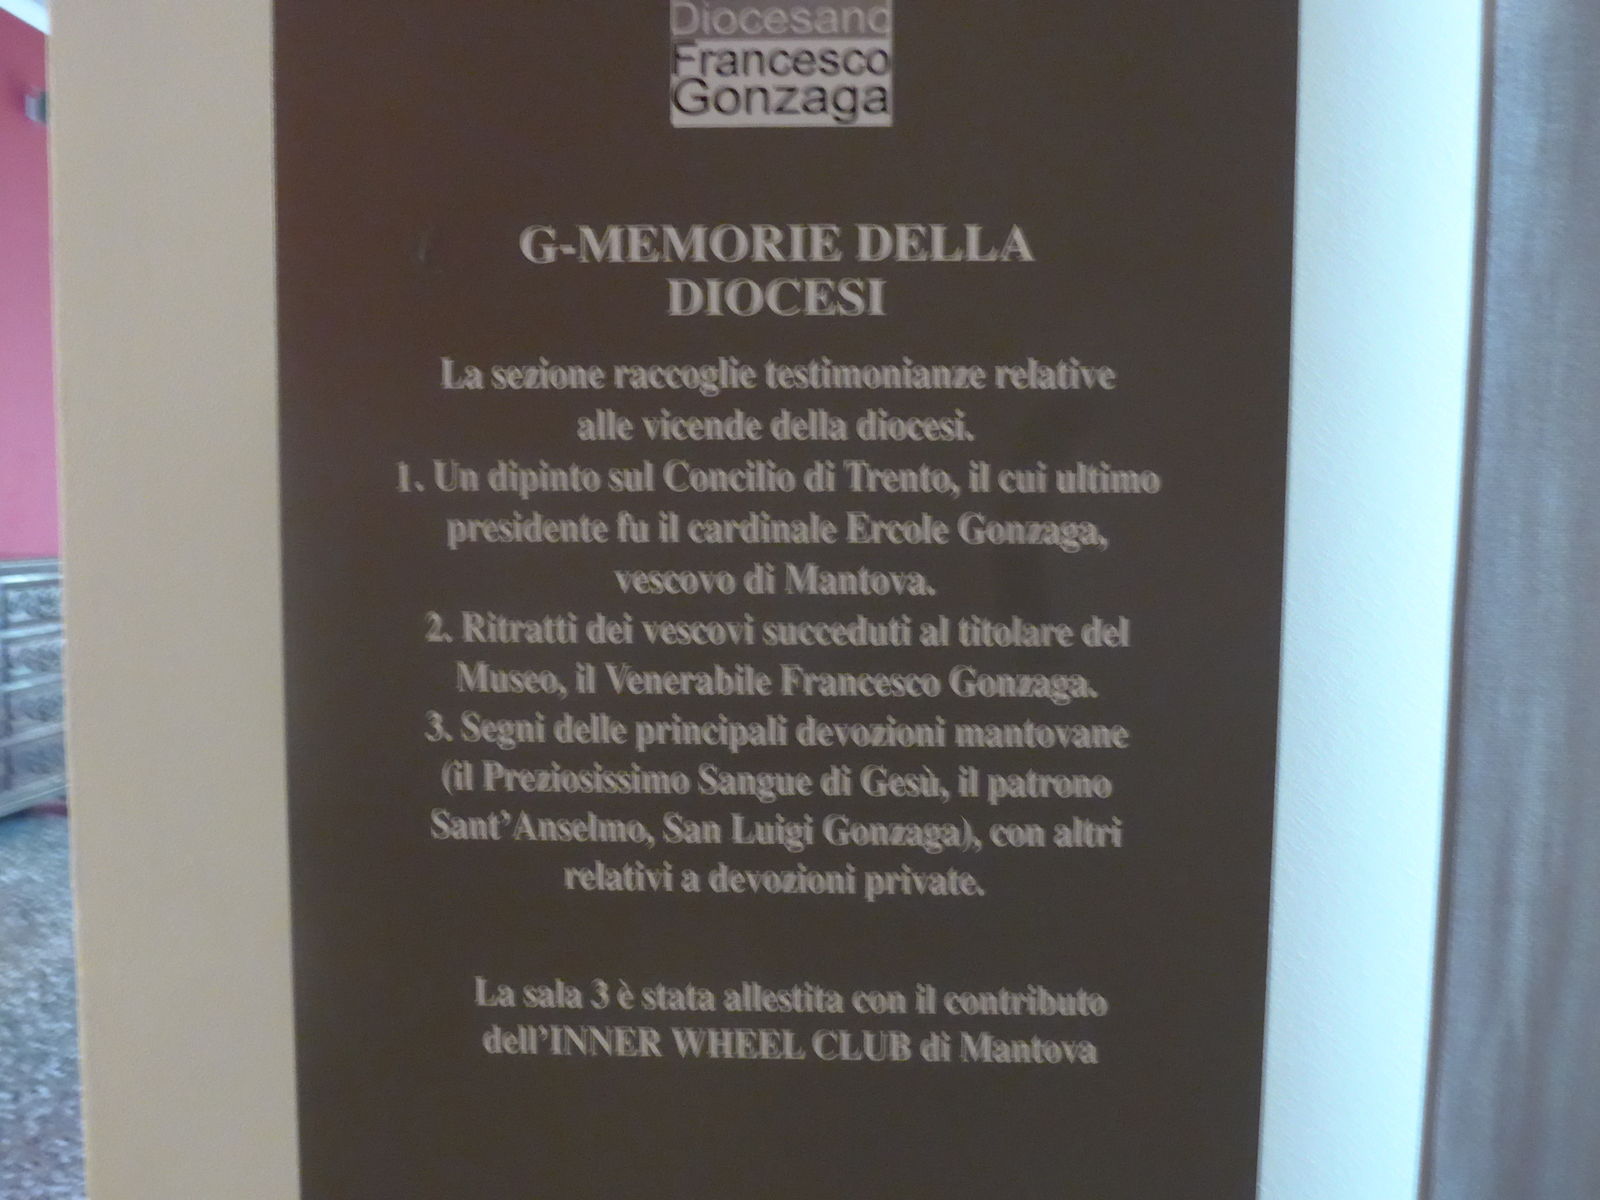 Diocesano
Francesco
Gonzaga
G-MEMORIE DELLA
DIOCESI
La sezione raccoglie testimonianze relative
alle vicende della diocesi.
1. Un dipinto sul Concilio di Trento, il cui ultimo
presidente fu il cardinale Ercole Gonzaga,
vescovo di Mantova.
2. Ritratti dei vescovi succeduti al titolare del
Museo, il Venerabile Francesco Gonzaga.
3. Segni delle principali devozioni mantovane
(il Preziosissimo Sangue di Gesù, il patrono
Sant'Anselmo, San Luigi Gonzaga), con altri
relativi a devozioni private.
La sala 3 è stata allestita con il contributo
dell'INNER WHEEL CLUB di Mantova